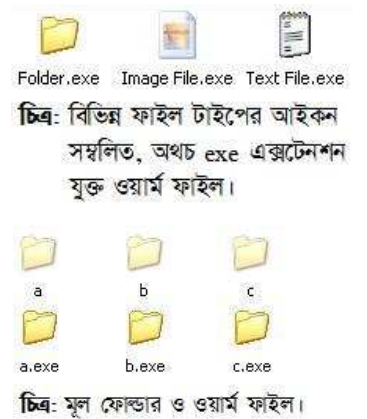 Folder.exe Image File.exe Text File.exe
চিত্র: বিভিন্ন ফাইল টাইপের আইকন
সম্বলিত, অথচ exe এক্সটেনশন
যুক্ত ওয়ার্ম ফাইল।
a b c
a.exe b.exe c.exe
চিত্র: মূল ফোল্ডার ও ওয়ার্ম ফাইল।